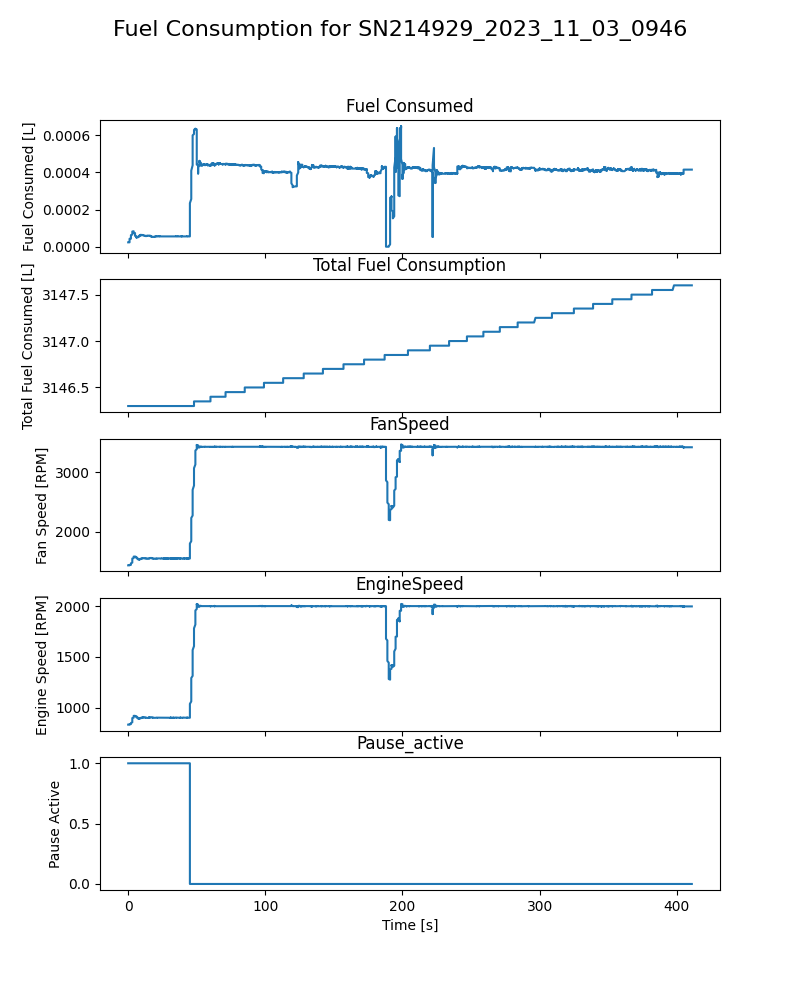 Fuel Consumption for SN214929_2023_11_03_0946
Fuel Consumed
Fuel Consumed [L]
0.0006
0.0004
0.0002
0.0000
Total Fuel Consumption
Total Fuel Consumed [L]
3147.5
3147.0
3146.5
FanSpeed
Fan Speed [RPM]
3000
2000
EngineSpeed
Engine Speed [RPM]
2000
1500
1000
Pause_active
Pause Active
1.0
0.5
0.0
0 100 200 300 400
Time [s]